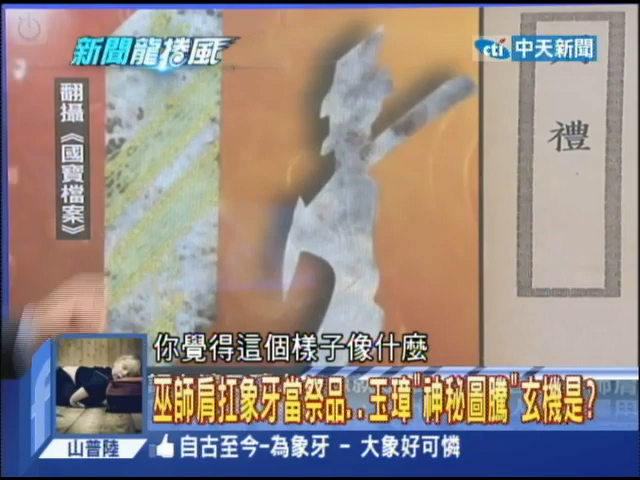 新聞龍捲風
cti 中天新聞
翻攝《國寶檔案》
禮
你覺得這個樣子像什麼
巫師肩扛象牙當祭品..玉璋"神秘圖騰"玄機是?
山普陸
自古至今-為象牙 - 大象好可憐